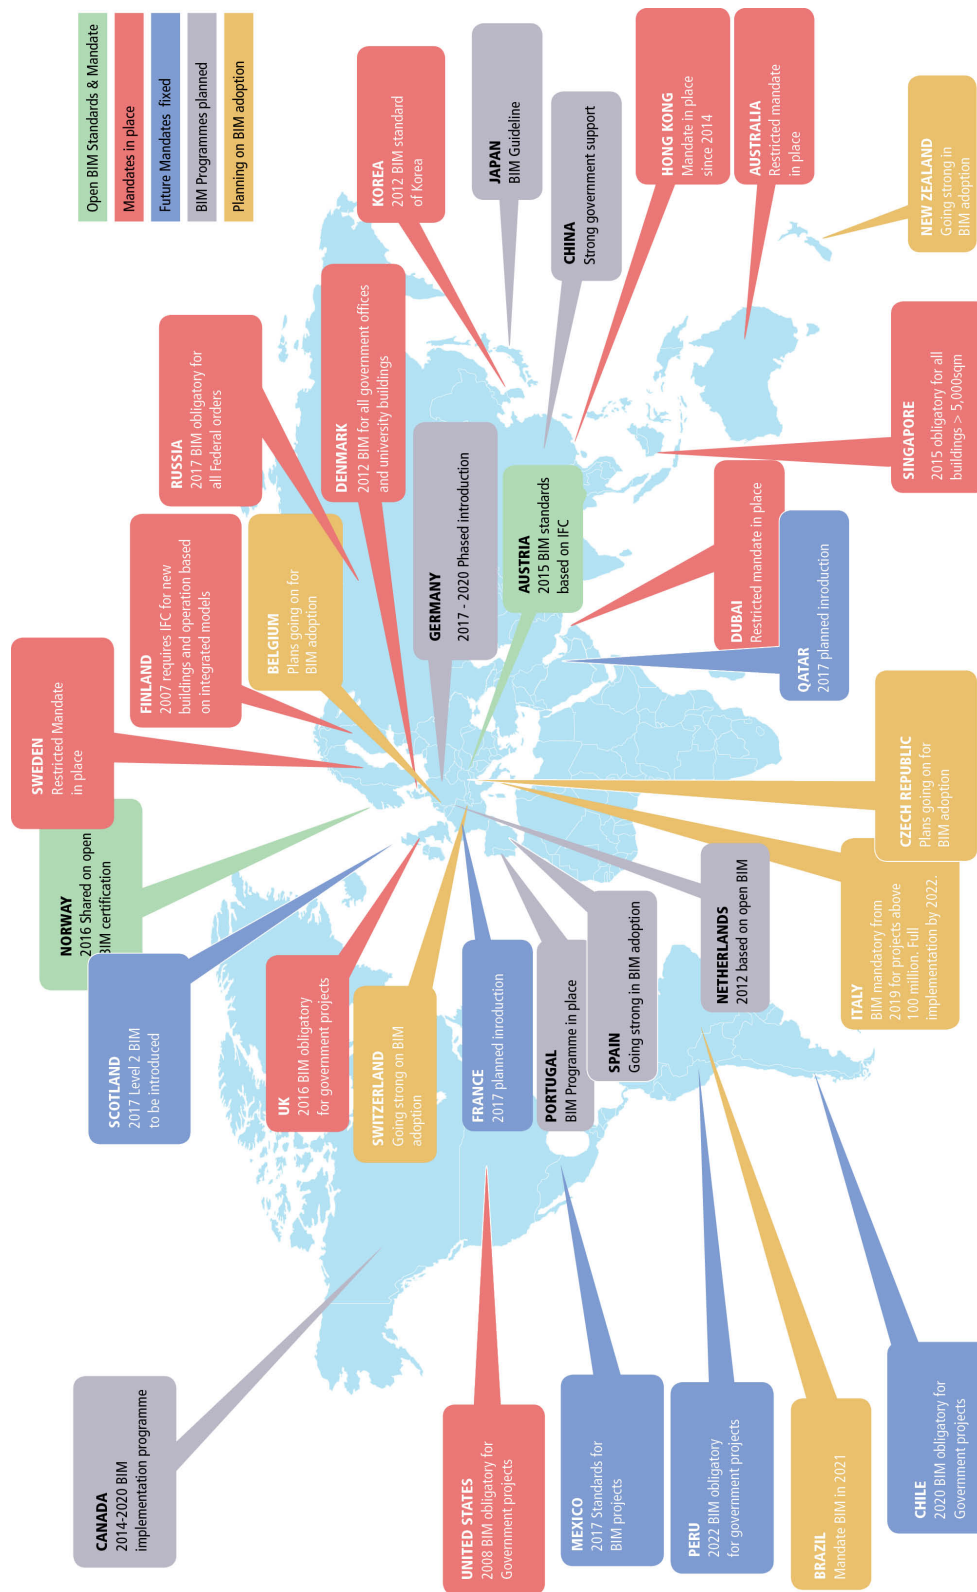 Open BIM Standards & Mandate
Mandates in place
Future Mandates  fixed
BIM Programmes planned
Planning on BIM adoption
CANADA
2014-2020 BIM
implementation programme
SCOTLAND
2017 Level 2 BIM
to be introduced
NORWAY
2016 Shared on open
BIM certification
SWEDEN
Restricted Mandate
in place
FINLAND
2007 requires IFC for new
buildings and operation based
on integrated models
RUSSIA
2017 BIM obligatory for
all Federal orders
KOREA
2012 BIM standard
of Korea
UK
2016 BIM obligatory
for government projects
BELGIUM
Plans going on for
BIM adoption
DENMARK
2012 BIM for all government offices
and university buildings
SWITZERLAND
Going strong on BIM
adoption
GERMANY
2017 - 2020 Phased introduction
JAPAN
BIM Guideline
UNITED STATES
2008 BIM obligatory for
Government projects
FRANCE
2017 planned inroduction
AUSTRIA
2015 BIM standards
based on IFC
CHINA
Strong government support
PORTUGAL
BIM Programme in place
MEXICO
2017 Standards for
BIM projects
SPAIN
Going strong in BIM adoption
HONG KONG
Mandate in place
since 2014
PERU
2022 BIM obligatory
for government projects
NETHERLANDS
2012 based on open BIM
DUBAI
Restricted mandate in place
AUSTRALIA
Restricted mandate
in place
BRAZIL
Mandate BIM in 2021
QATAR
2017 planned inroduction
ITALY
BIM mandatory from
2019 for projects above
100 million. Full
implementation by 2022.
CZECH REPUBLIC
Plans going on for
BIM adoption
SINGAPORE
2015 obligatory for all
buildings > 5,000sqm
NEW ZEALAND
Going strong in
BIM adoption
CHILE
2020 BIM obligatory for
Government projects